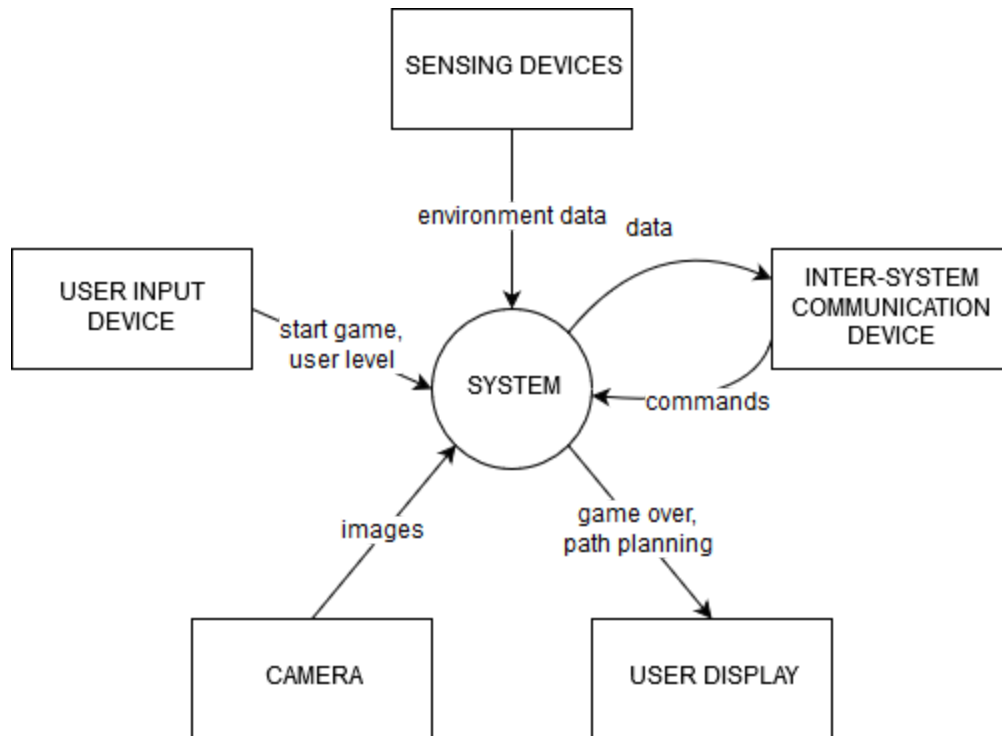 SENSING DEVICES
environment data
data
USER INPUT
DEVICE
INTER-SYSTEM
COMMUNICATION
DEVICE
start game,
user level
SYSTEM
commands
images
game over,
path planning
CAMERA
USER DISPLAY